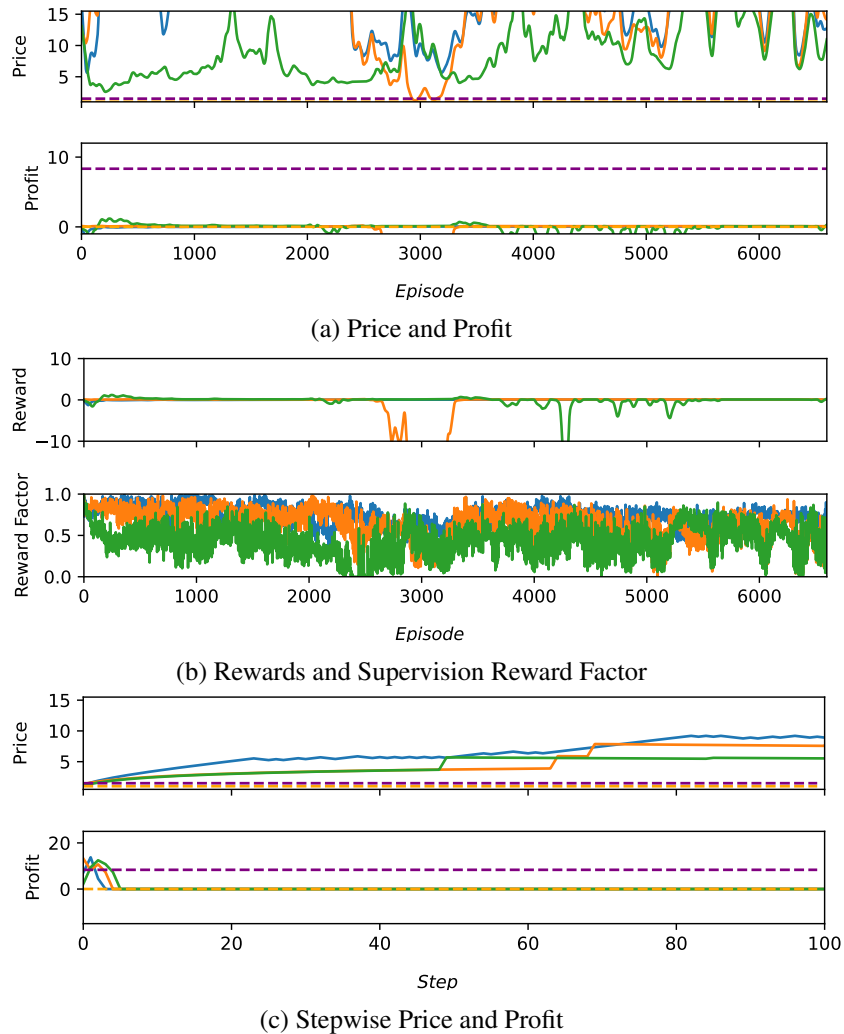 15
10
5
Price
10
0
Profit
0 1000 2000 3000 4000 5000 6000
Episode
(a) Price and Profit
10
0
−10
Reward
1.0
0.5
0.0
Reward Factor
0 1000 2000 3000 4000 5000 6000
Episode
(b) Rewards and Supervision Reward Factor
15
10
5
Price
20
0
Profit
0 20 40 60 80 100
Step
(c) Stepwise Price and Profit